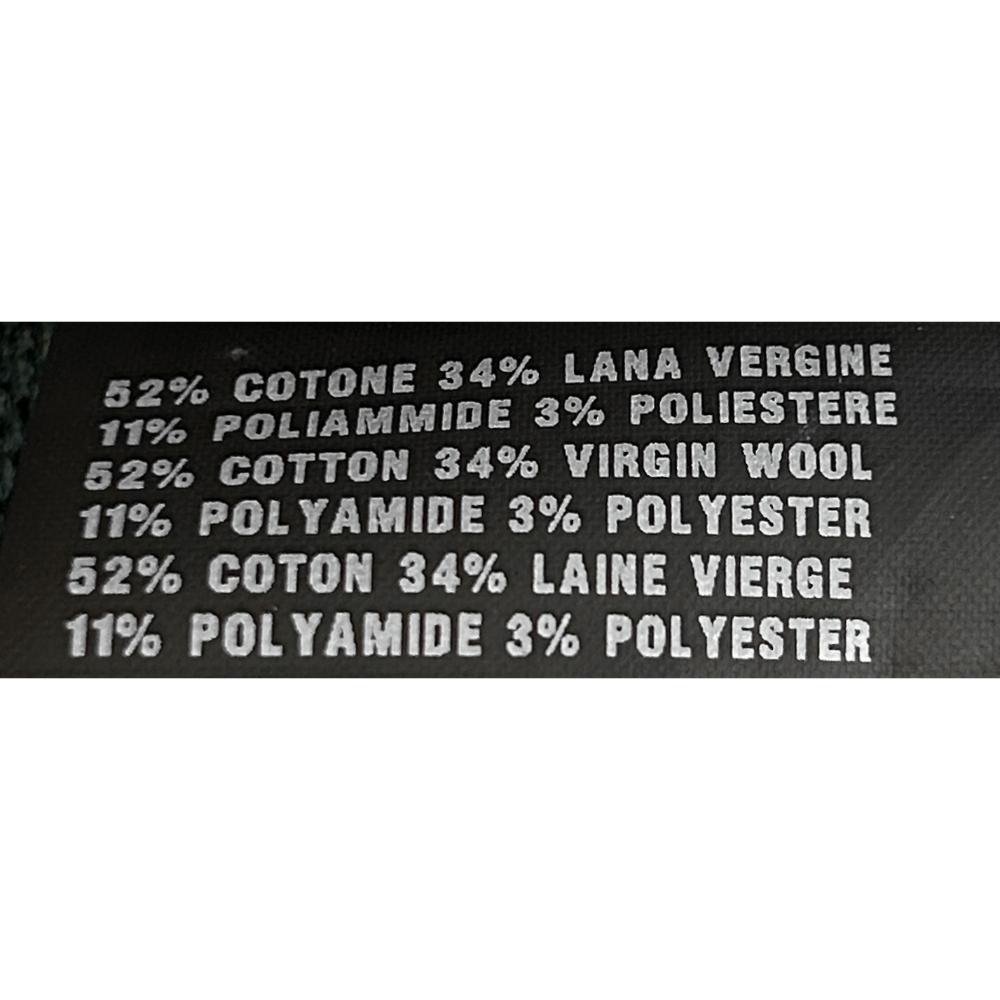 52% COTONE 34% LANA VERGINE
11% POLIAMMIDE 3% POLIESTERE
52% COTTON 34% VIRGIN WOOL
11% POLYAMIDE 3% POLYESTER
52% COTON 34% LAINE VIERGE
11% POLYAMIDE 3% POLYESTER